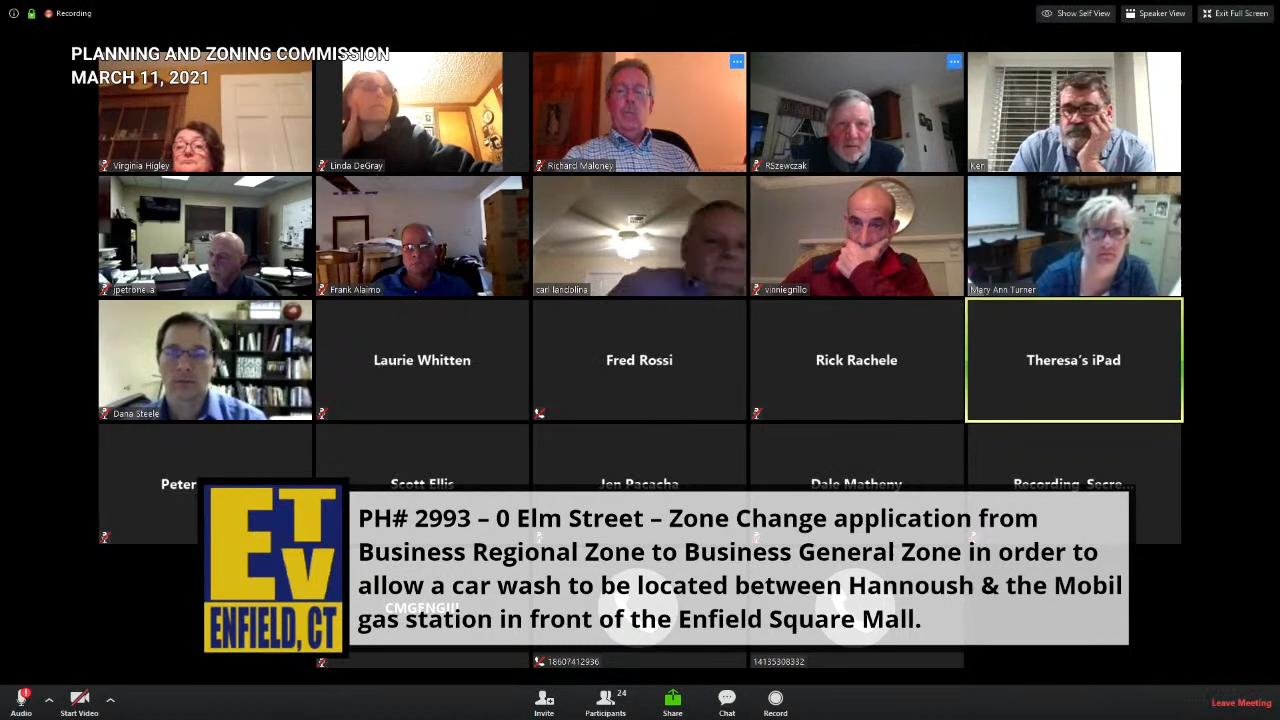 Recording
Show Self View
Speaker View
Exit Full Screen
PLANNING AND ZONING COMMISSION
MARCH 11, 2021
Virginia Higley
Linda DeGray
Richard Maloney
RSzewczak
Ken
jpetronella
Frank Alaimo
carl landolina
vinniegrillo
Mary Ann Turner
Dana Steele
Laurie Whitten
Fred Rossi
Rick Rachele
Theresa's iPad
Peter
Scott Ellis
Jen Pacacha
Dale Matheny
Recording_Secre...
ETV
ENFIELD, CT
PH# 2993 – 0 Elm Street – Zone Change application from
Business Regional Zone to Business General Zone in order to
allow a car wash to be located between Hannoush & the Mobil
gas station in front of the Enfield Square Mall.
18607412936
14135308332
Audio
Start Video
Invite
Participants
24
Share
Chat
Record
Leave Meeting